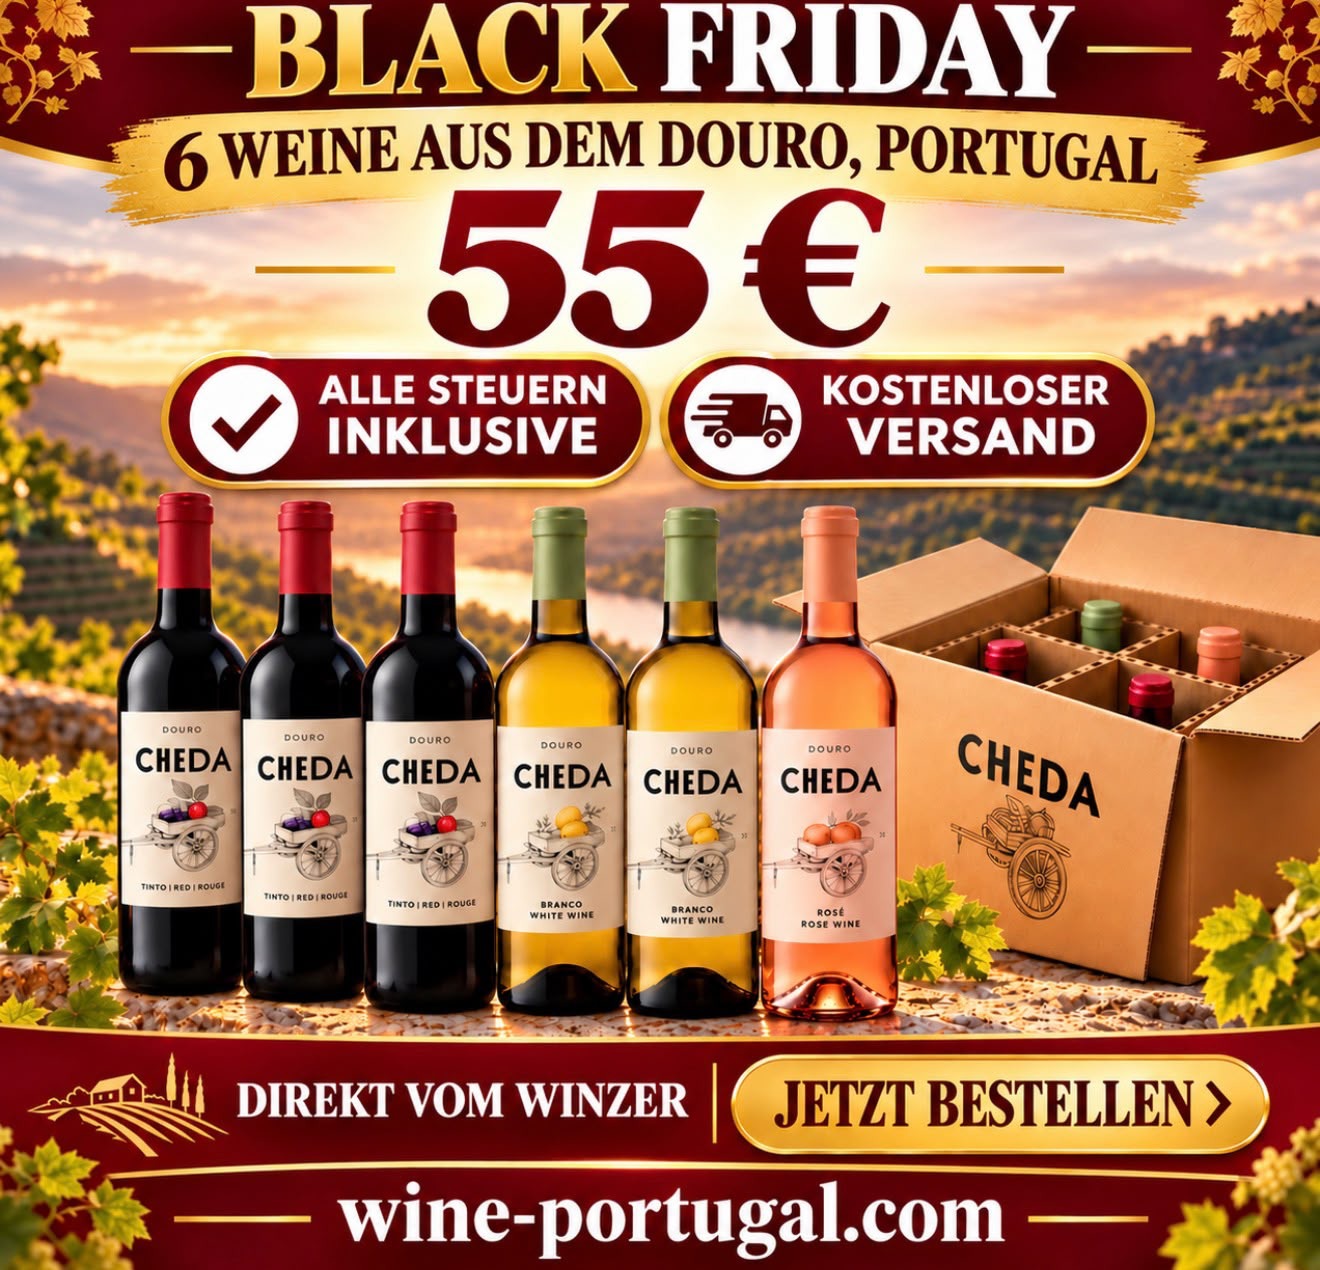 BLACK FRIDAY
6 WEINE AUS DEM DOURO, PORTUGAL
55 €
ALLE STEUERN
INKLUSIVE
KOSTENLOSER
VERSAND
DOURO
CHEDA
TINTO | RED | ROUGE
DOURO
CHEDA
TINTO | RED | ROUGE
DOURO
CHEDA
TINTO | RED | ROUGE
DOURO
CHEDA
BRANCO
WHITE WINE
DOURO
CHEDA
BRANCO
WHITE WINE
DOURO
CHEDA
ROSÉ
ROSE WINE
CHEDA
DIREKT VOM WINZER
JETZT BESTELLEN
wine-portugal.com